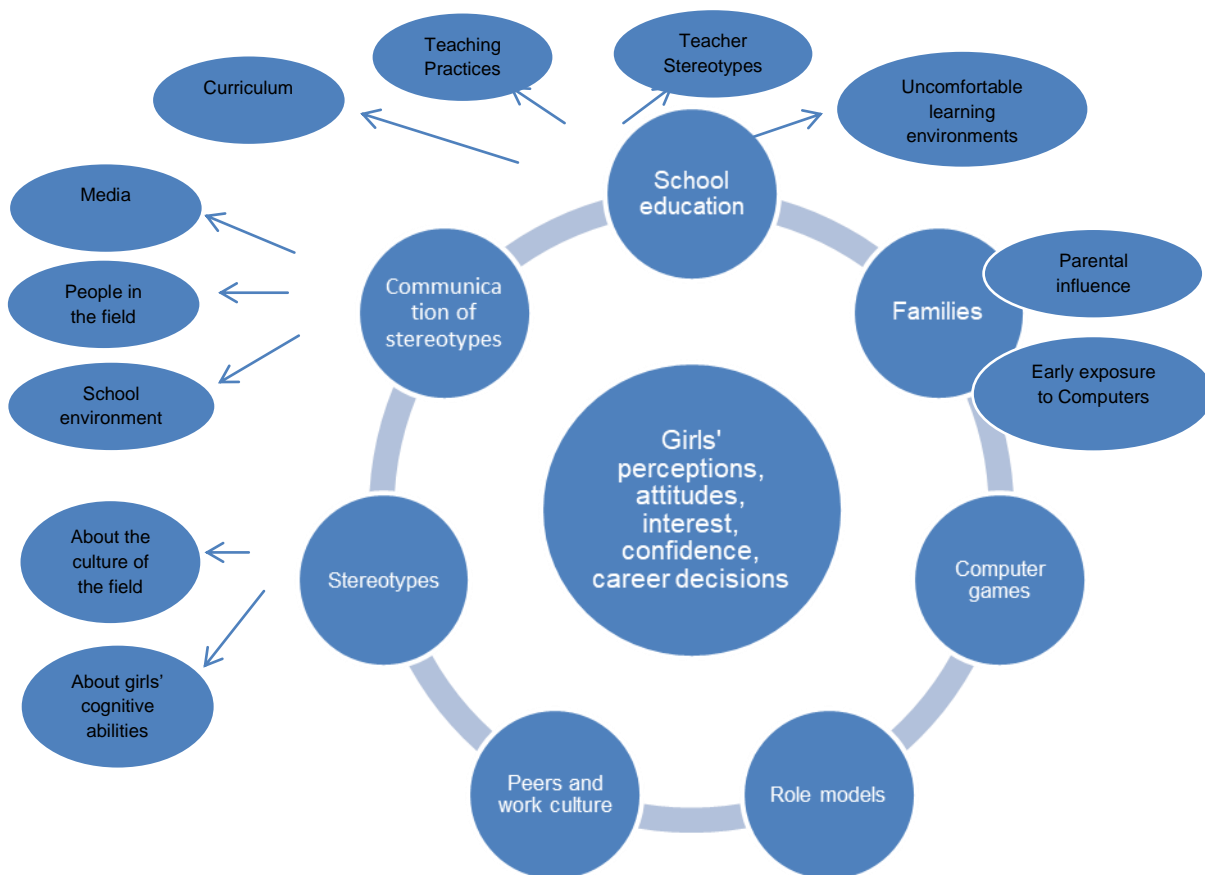 Teaching
Practices
Teacher
Stereotypes
Curriculum
Uncomfortable
learning
environments
School
education
Media
People in
the field
School
environment
Communica
tion of
stereotypes
Families
Parental
influence
Early exposure
to Computers
Girls'
perceptions,
attitudes,
interest,
confidence,
career decisions
About the
culture of
the field
About girls’
cognitive
abilities
Stereotypes
Computer
games
Peers and
work culture
Role models